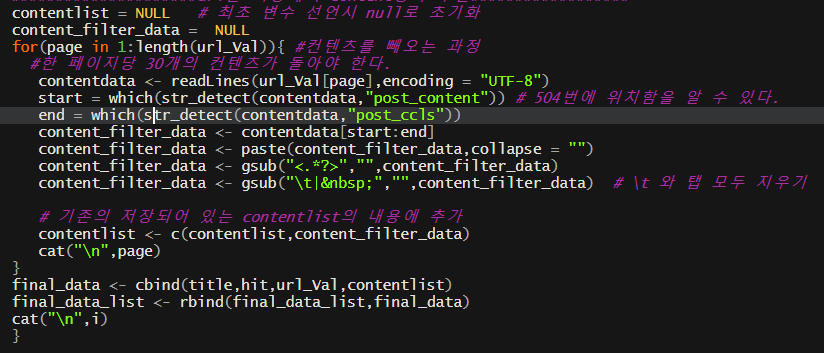 contentlist = NULL   # 최초 변수 선언시 null로 초기화
content_filter_data =  NULL
for(page in 1:length(url_Val)){ #컨텐츠를 빼오는 과정
  #한 페이지당 30개의 컨텐츠가 돌아야 한다.
   contentdata <- readLines(url_Val[page],encoding = "UTF-8")
   start = which(str_detect(contentdata,"post_content")) # 504번에 위치함을 알 수 있다.
   end = which(str_detect(contentdata,"post_ccls"))
   content_filter_data <- contentdata[start:end]
   content_filter_data <- paste(content_filter_data,collapse = "")
   content_filter_data <- gsub("<.*?>","",content_filter_data)
   content_filter_data <- gsub("\t|&nbsp;","",content_filter_data)  # \t 와 탭 모두 지우기
   # 기존의 저장되어 있는 contentlist의 내용에 추가
   contentlist <- c(contentlist,content_filter_data)
   cat("\n",page)
}
final_data <- cbind(title,hit,url_Val,contentlist)
final_data_list <- rbind(final_data_list,final_data)
cat("\n",i)
}